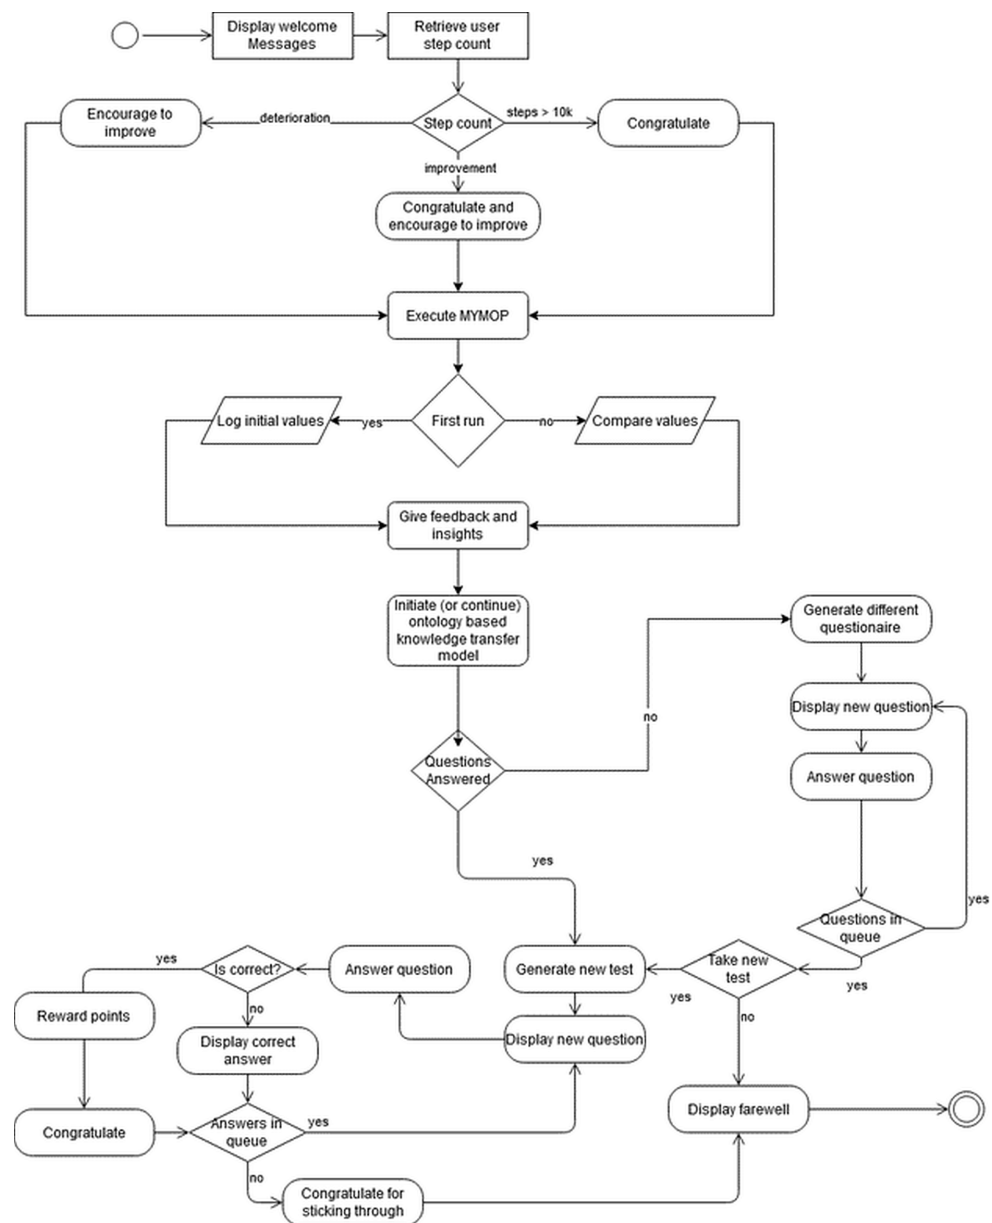 Display welcome
Messages
Retrieve user
step count
Encourage to
improve
deterioration
Step count
steps > 10k
Congratulate
improvement
Congratulate and
encourage to improve
Execute MYMOP
Log initial values
yes
First run
no
Compare values
Give feedback and
insights
Initiate (or continue)
ontology based
knowledge transfer
model
Generate different
questionaire
Display new question
no
Questions
Answered
Answer question
yes
yes
Questions in
queue
yes
Is correct?
Answer question
Generate new test
Take new
test
yes
yes
Reward points
no
no
Display correct
answer
Display new question
Congratulate
Answers in
queue
yes
Display farewell
no
Congratulate for
sticking through